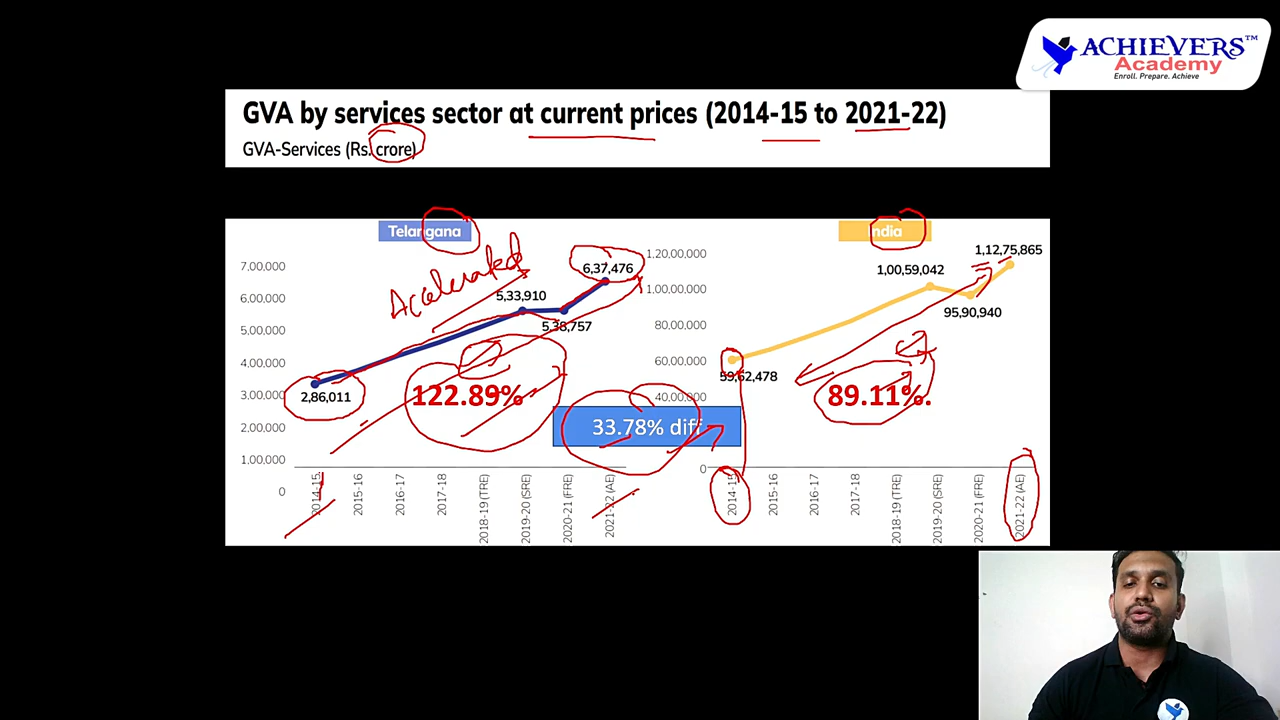 ACHIEVERS™
Academy
Enroll. Prepare. Achieve
GVA by services sector at current prices (2014-15 to 2021-22)
GVA-Services (Rs. crore)
Telangana
7,00,000
6,00,000
5,00,000
4,00,000
3,00,000
2,00,000
1,00,000
0
2,86,011
5,33,910
5,38,757
6,37,476
Acelerated
122.89%
2014-15
2015-16
2016-17
2017-18
2018-19 (TRE)
2019-20 (SRE)
2020-21 (FRE)
2021-22 (AE)
33.78% diff
India
1,20,00,000
1,00,00,000
80,00,000
60,00,000
40,00,000
0
59,62,478
1,00,59,042
95,90,940
1,12,75,865
89.11%.
2014-15
2015-16
2016-17
2017-18
2018-19 (TRE)
2019-20 (SRE)
2020-21 (FRE)
2021-22 (AE)